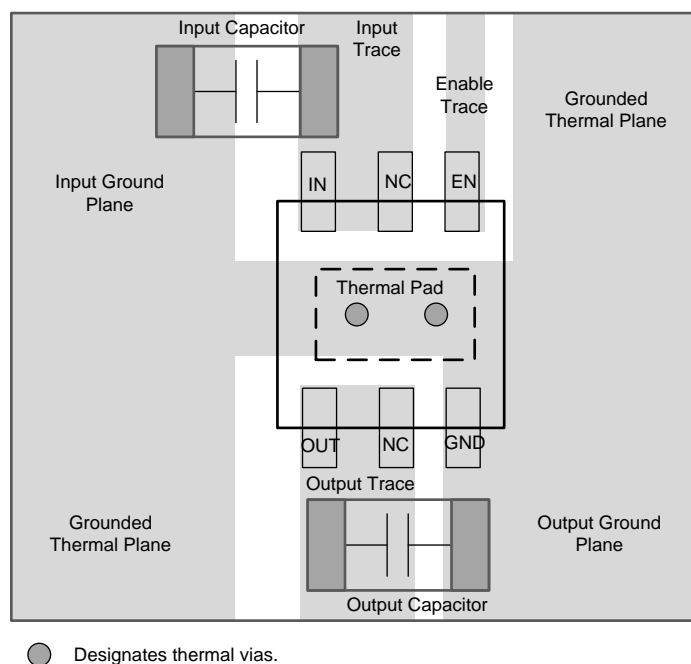 Input Capacitor
Input
Trace
Enable
Trace
Grounded
Thermal Plane
Input Ground
Plane
IN
NC
EN
Thermal Pad
OUT
NC
GND
Output Trace
Grounded
Thermal Plane
Output Ground
Plane
Output Capacitor
Designates thermal vias.